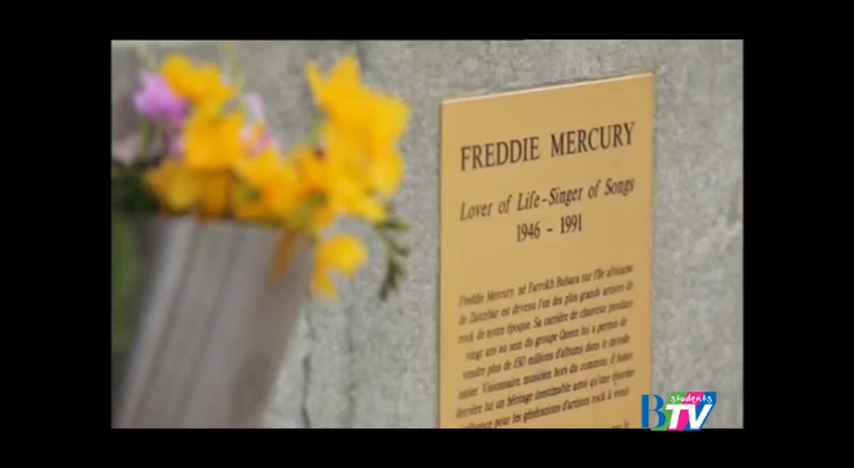 FREDDIE MERCURY
Lover of Life-Singer of Songs
1946 - 1991
Freddie Mercury, né Farrokh Bulsara sur l'île africaine
de Zanzibar est devenu l'un des plus grands artistes de
rock de notre époque. Sa carrière de chanteur pendant
vingt ans au sein du groupe Queen lui a permis de
vendre plus de 150 millions d'albums dans le monde
entier. Visionnaire, musicien hors du commun, il laisse
derrière lui un héritage inestimable ainsi qu'une énorme
influence pour les générations d'artistes rock à venir
students
BTV